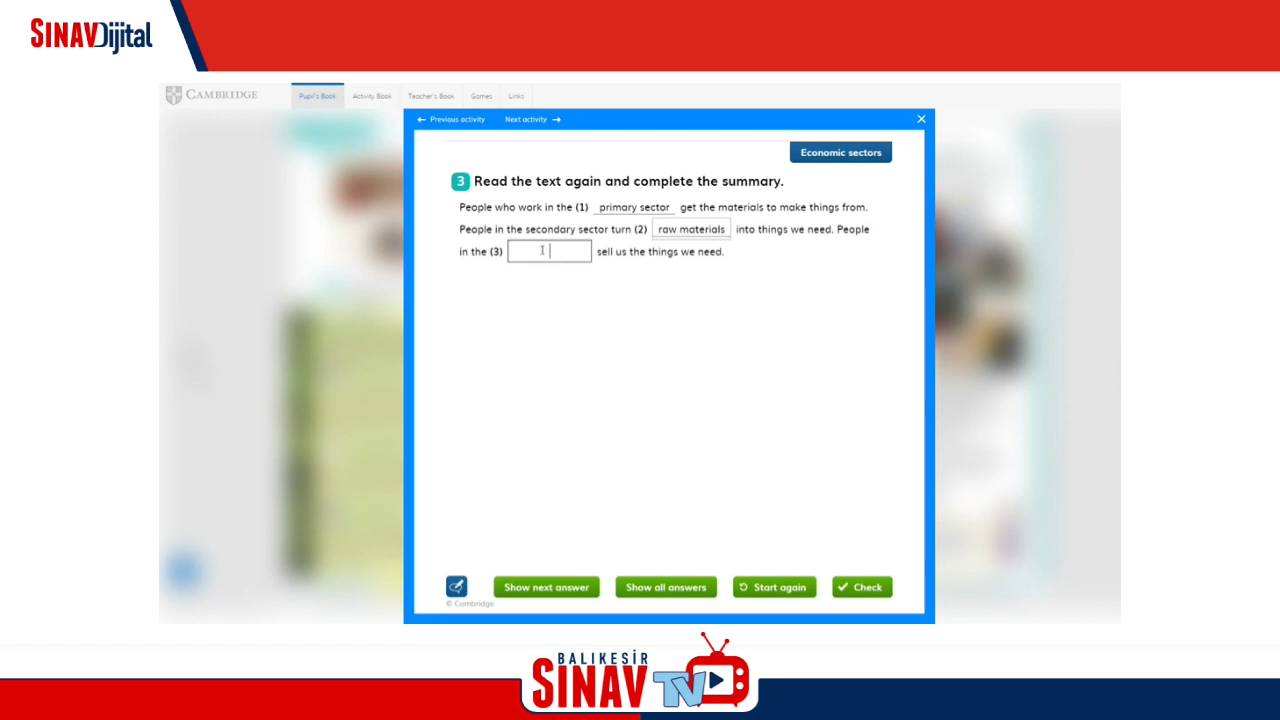 SINAVDijital
CAMBRIDGE
Pupil's Book Activity Book Teacher's Book Games Links
← Previous activity Next activity →
Economic sectors
3 Read the text again and complete the summary.
People who work in the (1) primary sector get the materials to make things from.
People in the secondary sector turn (2) raw materials into things we need. People
in the (3) sell us the things we need.
Show next answer Show all answers Start again Check
© Cambridge
BALIKESİR
SINAV TV